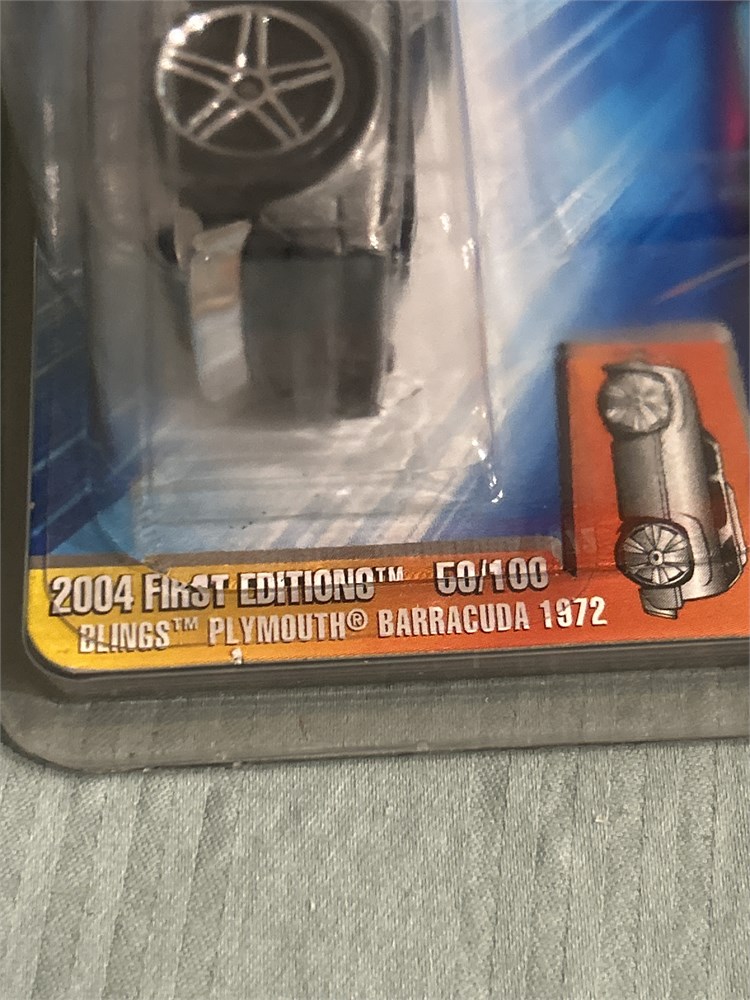 2004 FIRST EDITIONS™ 50/100
BLINGS™ PLYMOUTH® BARRACUDA 1972